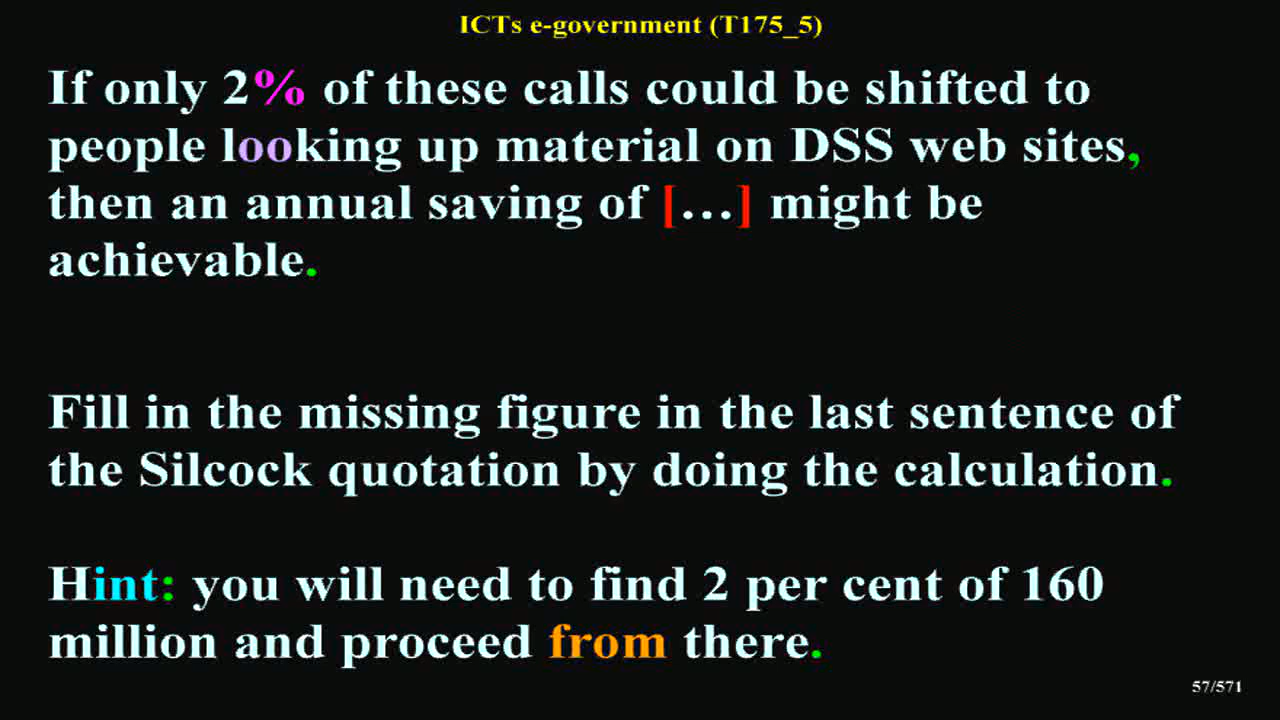 ICTs e-government (T175_5)
If only 2% of these calls could be shifted to
people looking up material on DSS web sites,
then an annual saving of […] might be
achievable.
Fill in the missing figure in the last sentence of
the Silcock quotation by doing the calculation.
Hint: you will need to find 2 per cent of 160
million and proceed from there.
57/571